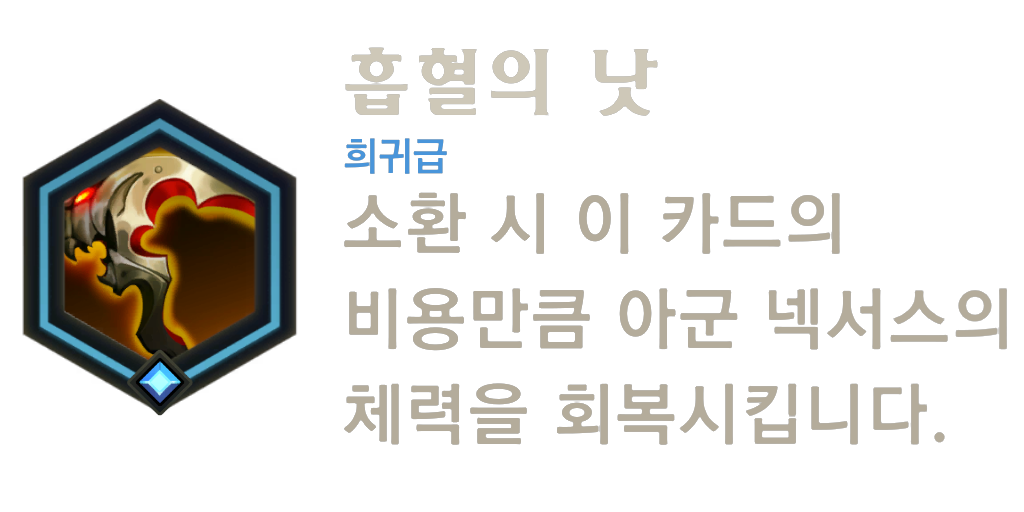 흡혈의 낫
희귀급
소환 시 이 카드의
비용만큼 아군 넥서스의
체력을 회복시킵니다.